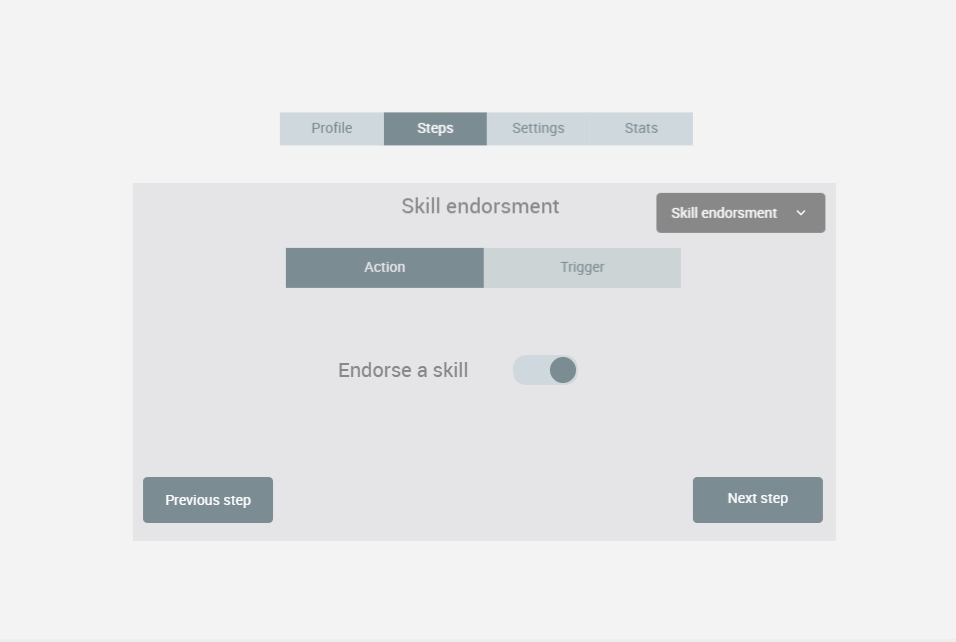 Profile Steps Settings Stats
Skill endorsment
Skill endorsment
Action Trigger
Endorse a skill
Previous step Next step